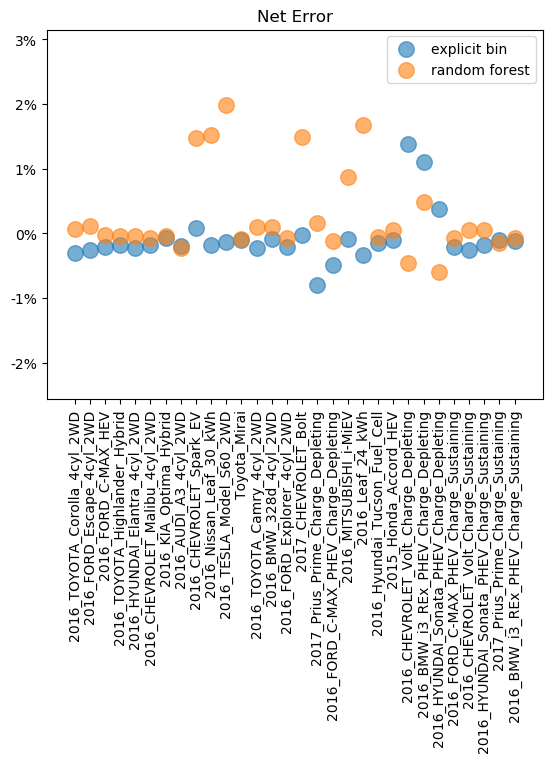 Net Error
explicit bin
random forest
3%
2%
1%
0%
-1%
-2%
2016_TOYOTA_Corolla_4cyl_2WD
2016_FORD_Escape_4cyl_2WD
2016_FORD_C-MAX_HEV
2016_TOYOTA_Highlander_Hybrid
2016_HYUNDAI_Elantra_4cyl_2WD
2016_CHEVROLET_Malibu_4cyl_2WD
2016_KIA_Optima_Hybrid
2016_AUDI_A3_4cyl_2WD
2016_CHEVROLET_Spark_EV
2016_Nissan_Leaf_30_kWh
2016_TESLA_Model_S60_2WD
Toyota_Mirai
2016_TOYOTA_Camry_4cyl_2WD
2016_BMW_328d_4cyl_2WD
2016_FORD_Explorer_4cyl_2WD
2017_CHEVROLET_Bolt
2017_Prius_Prime_Charge_Depleting
2016_FORD_C-MAX_PHEV_Charge_Depleting
2016_MITSUBISHI_i-MiEV
2016_Leaf_24_kWh
2016_Hyundai_Tucson_Fuel_Cell
2015_Honda_Accord_HEV
2016_CHEVROLET_Volt_Charge_Depleting
2016_BMW_i3_REx_PHEV_Charge_Depleting
2016_HYUNDAI_Sonata_PHEV_Charge_Depleting
2016_FORD_C-MAX_PHEV_Charge_Sustaining
2016_CHEVROLET_Volt_Charge_Sustaining
2016_HYUNDAI_Sonata_PHEV_Charge_Sustaining
2017_Prius_Prime_Charge_Sustaining
2016_BMW_i3_REx_PHEV_Charge_Sustaining